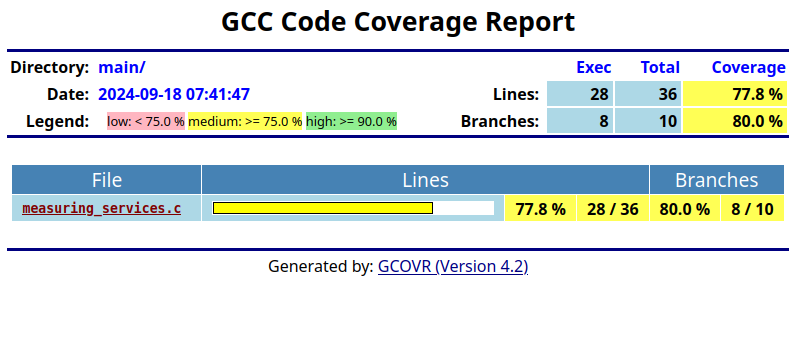 GCC Code Coverage Report
Directory: main/ Exec Total Coverage
Date: 2024-09-18 07:41:47 Lines: 28 36 77.8 %
Legend: low: < 75.0 % medium: >= 75.0 % high: >= 90.0 % Branches: 8 10 80.0 %
File Lines Branches
measuring_services.c 77.8 % 28 / 36 80.0 % 8 / 10
Generated by: GCOVR (Version 4.2)